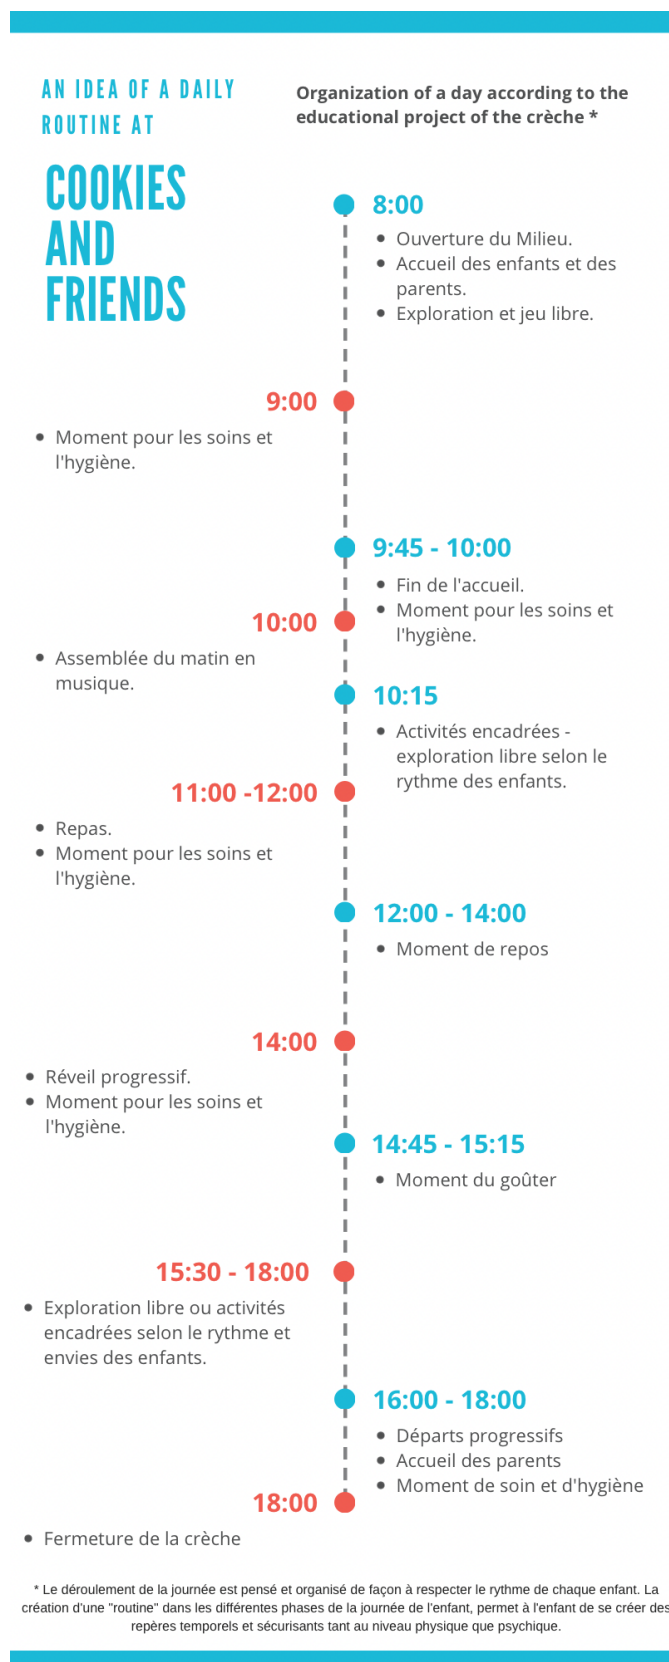 AN IDEA OF A DAILY
ROUTINE AT
COOKIES
AND
FRIENDS
Organization of a day according to the
educational project of the crèche *
8:00
• Ouverture du Milieu.
• Accueil des enfants et des
parents.
• Exploration et jeu libre.
9:00
• Moment pour les soins et
l'hygiène.
9:45 - 10:00
• Fin de l'accueil.
• Moment pour les soins et
l'hygiène.
10:00
• Assemblée du matin en
musique.
10:15
• Activités encadrées -
exploration libre selon le
rythme des enfants.
11:00 -12:00
• Repas.
• Moment pour les soins et
l'hygiène.
12:00 - 14:00
• Moment de repos
14:00
• Réveil progressif.
• Moment pour les soins et
l'hygiène.
14:45 - 15:15
• Moment du goûter
15:30 - 18:00
• Exploration libre ou activités
encadrées selon le rythme et
envies des enfants.
16:00 - 18:00
• Départs progressifs
• Accueil des parents
• Moment de soin et d'hygiène
18:00
• Fermeture de la crèche
* Le déroulement de la journée est pensé et organisé de façon à respecter le rythme de chaque enfant. La
création d'une "routine" dans les différentes phases de la journée de l'enfant, permet à l'enfant de se créer des
repères temporels et sécurisants tant au niveau physique que psychique.